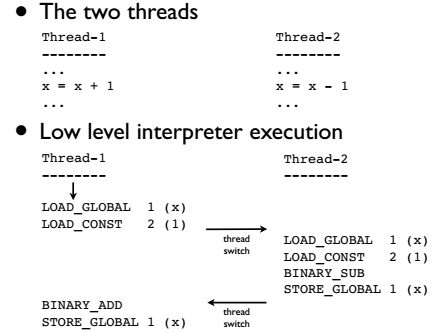 • The two threads
Thread-1 Thread-2
-------- --------
... ...
x = x + 1 x = x - 1
... ...
• Low level interpreter execution
Thread-1 Thread-2
-------- --------
LOAD_GLOBAL 1 (x)
LOAD_CONST 2 (1)
thread
switch
LOAD_GLOBAL 1 (x)
LOAD_CONST 2 (1)
BINARY_SUB
STORE_GLOBAL 1 (x)
thread
switch
BINARY_ADD
STORE_GLOBAL 1 (x)